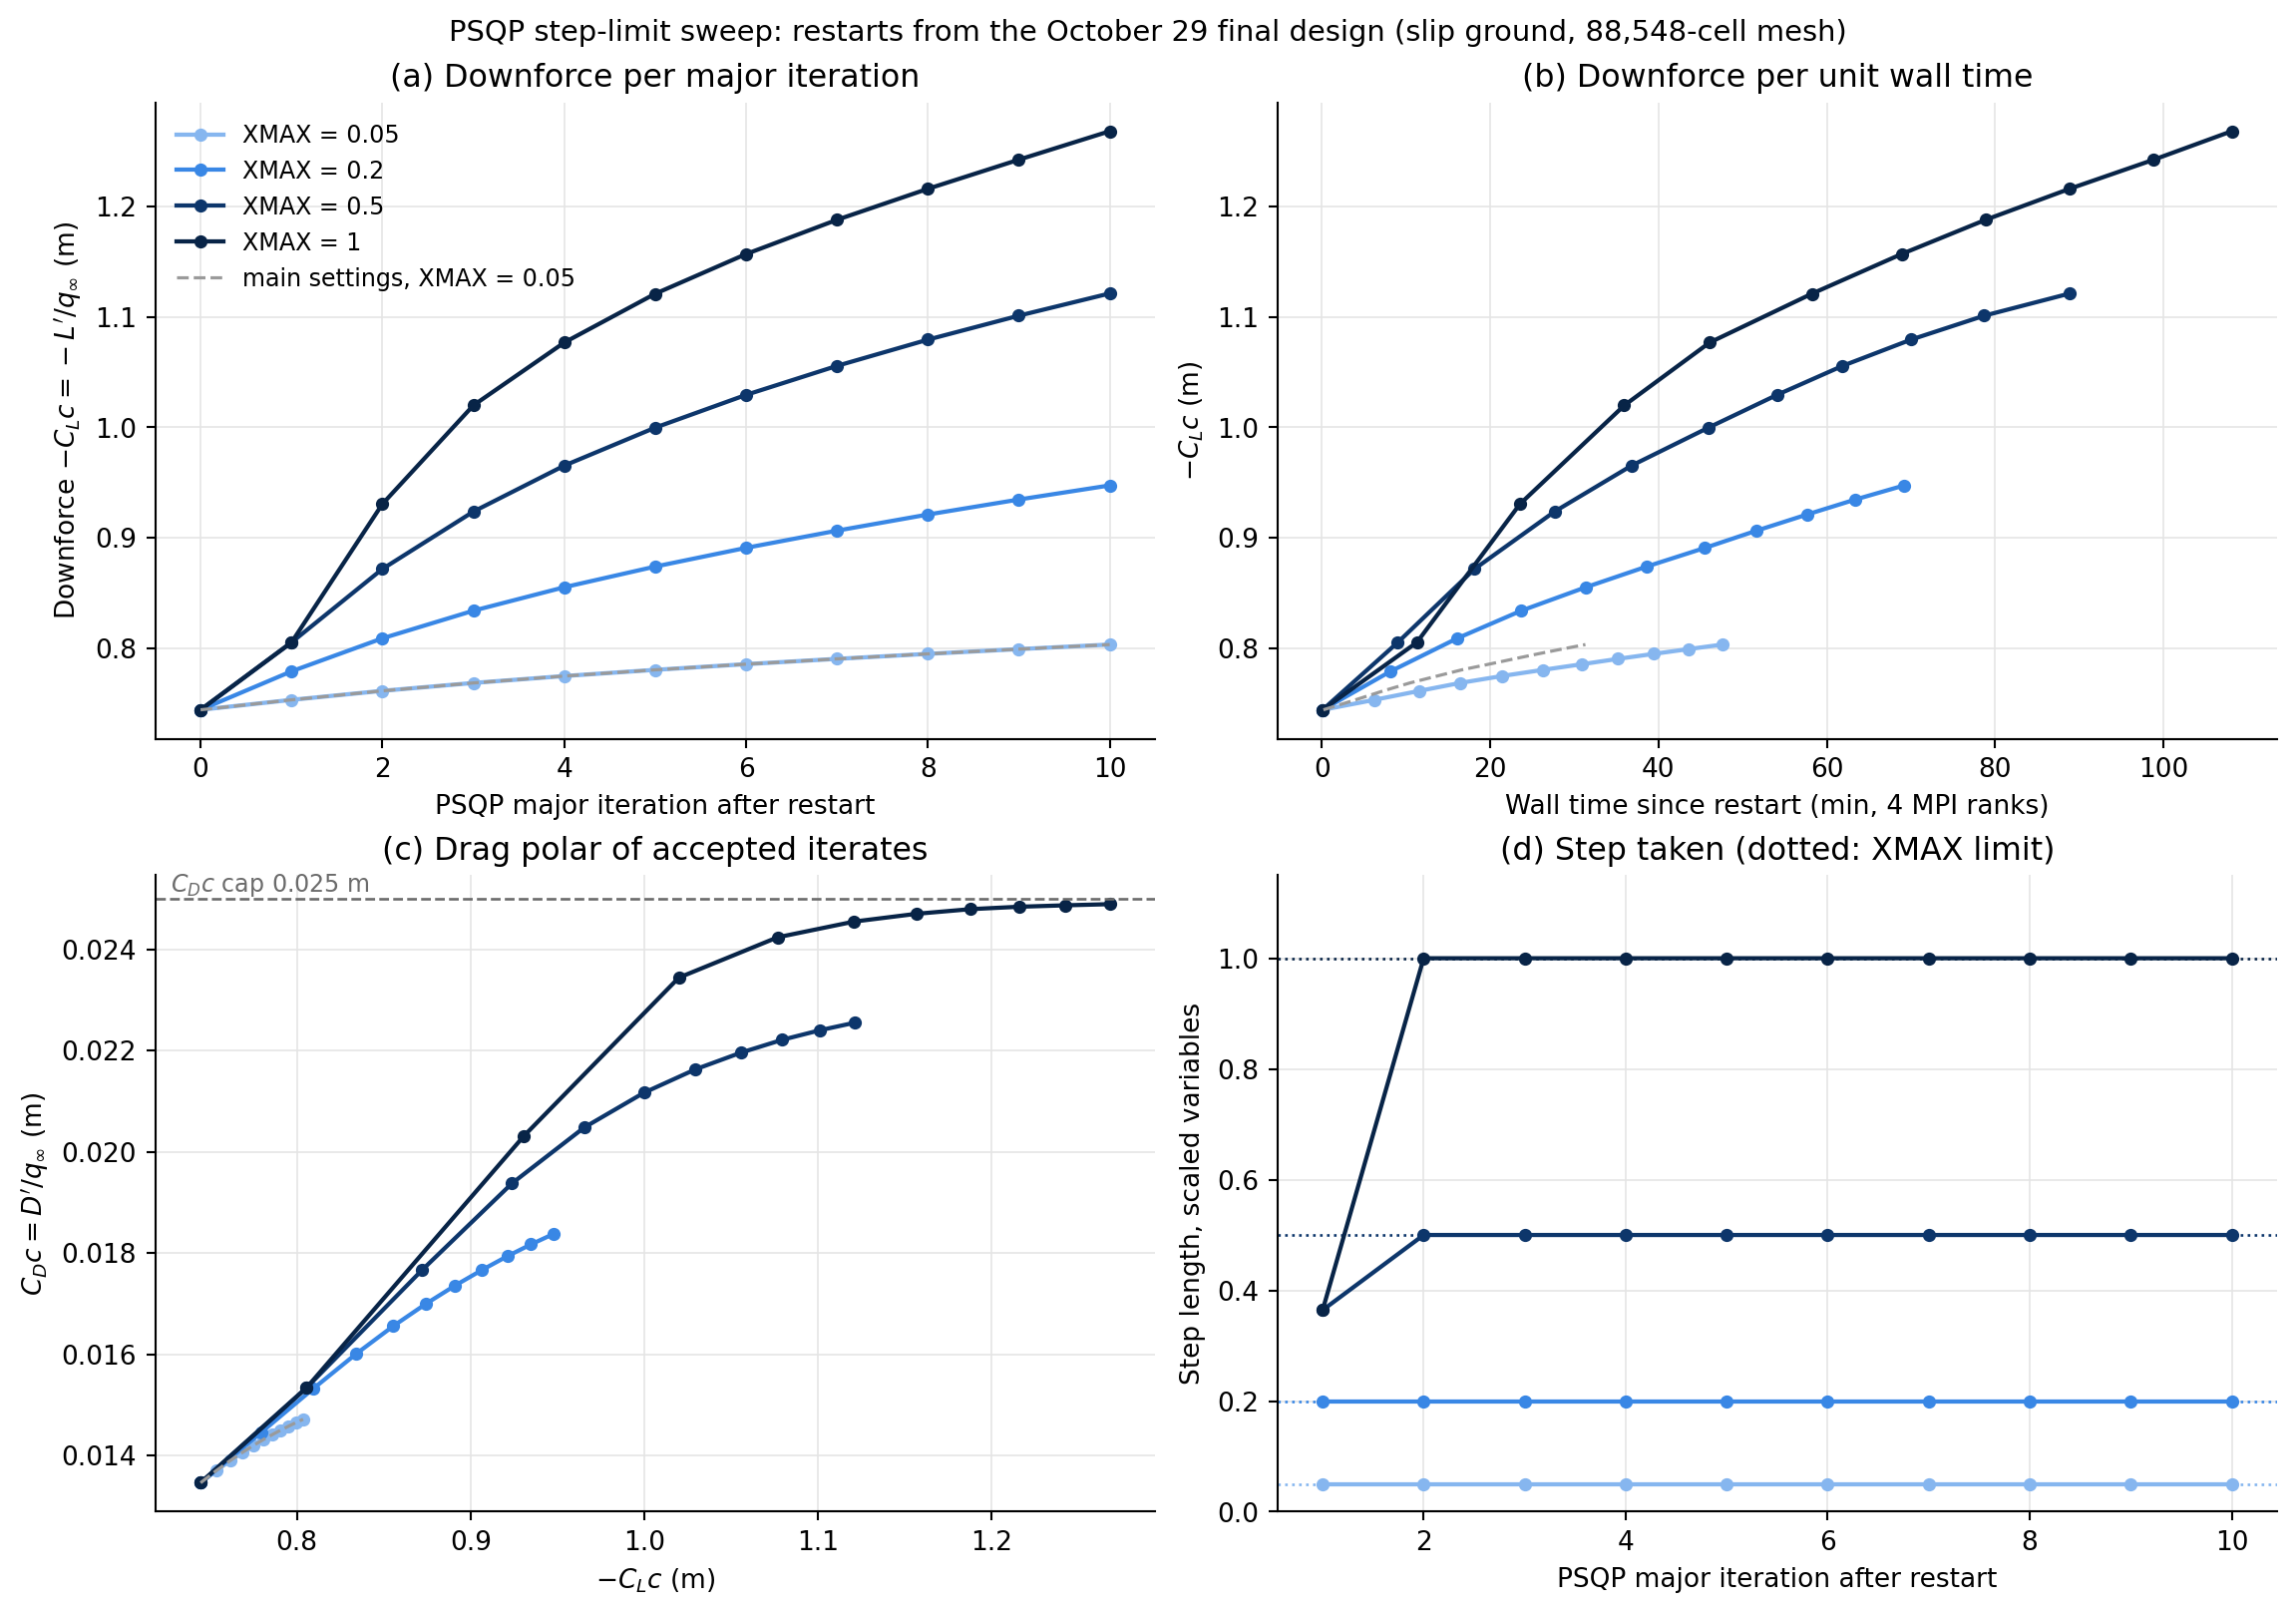 PSQP step-limit sweep: restarts from the October 29 final design (slip ground, 88,548-cell mesh)
(a) Downforce per major iteration
Downforce −C_L c = − L′/q_∞ (m)
1.2
1.1
1.0
0.9
0.8
XMAX = 0.05
XMAX = 0.2
XMAX = 0.5
XMAX = 1
main settings, XMAX = 0.05
0 2 4 6 8 10
PSQP major iteration after restart
(b) Downforce per unit wall time
−C_L c (m)
1.2
1.1
1.0
0.9
0.8
0 20 40 60 80 100
Wall time since restart (min, 4 MPI ranks)
(c) Drag polar of accepted iterates
C_D c = D′/q_∞ (m)
C_D c cap 0.025 m
0.024
0.022
0.020
0.018
0.016
0.014
0.8 0.9 1.0 1.1 1.2
−C_L c (m)
(d) Step taken (dotted: XMAX limit)
Step length, scaled variables
1.0
0.8
0.6
0.4
0.2
0.0
2 4 6 8 10
PSQP major iteration after restart